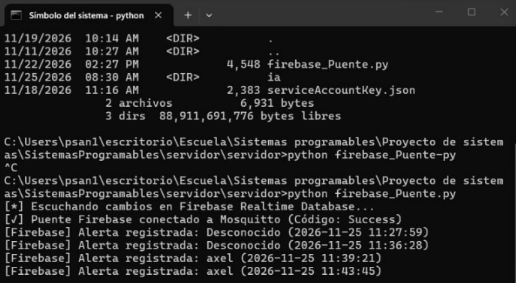 Símbolo del sistema - python
11/19/2026 10:14 AM <DIR> .
11/11/2026 10:27 AM <DIR> ..
11/22/2026 02:27 PM 4,548 firebase_Puente.py
11/25/2026 08:30 AM <DIR> ia
11/18/2026 11:16 AM 2,383 serviceAccountKey.json
2 archivos 6,931 bytes
3 dirs 88,911,691,776 bytes libres
C:\Users\psan1\escritorio\Escuela\Sistemas programables\Proyecto de sistem
as\SistemasProgramables\servidor\servidor>python firebase_Puente-py
^C
C:\Users\psan1\escritorio\Escuela\Sistemas programables\Proyecto de sistem
as\SistemasProgramables\servidor\servidor>python firebase_Puente.py
[*] Escuchando cambios en Firebase Realtime Database...
[√] Puente Firebase conectado a Mosquitto (Código: Success)
[Firebase] Alerta registrada: Desconocido (2026-11-25 11:27:59)
[Firebase] Alerta registrada: Desconocido (2026-11-25 11:36:28)
[Firebase] Alerta registrada: axel (2026-11-25 11:39:21)
[Firebase] Alerta registrada: axel (2026-11-25 11:43:45)